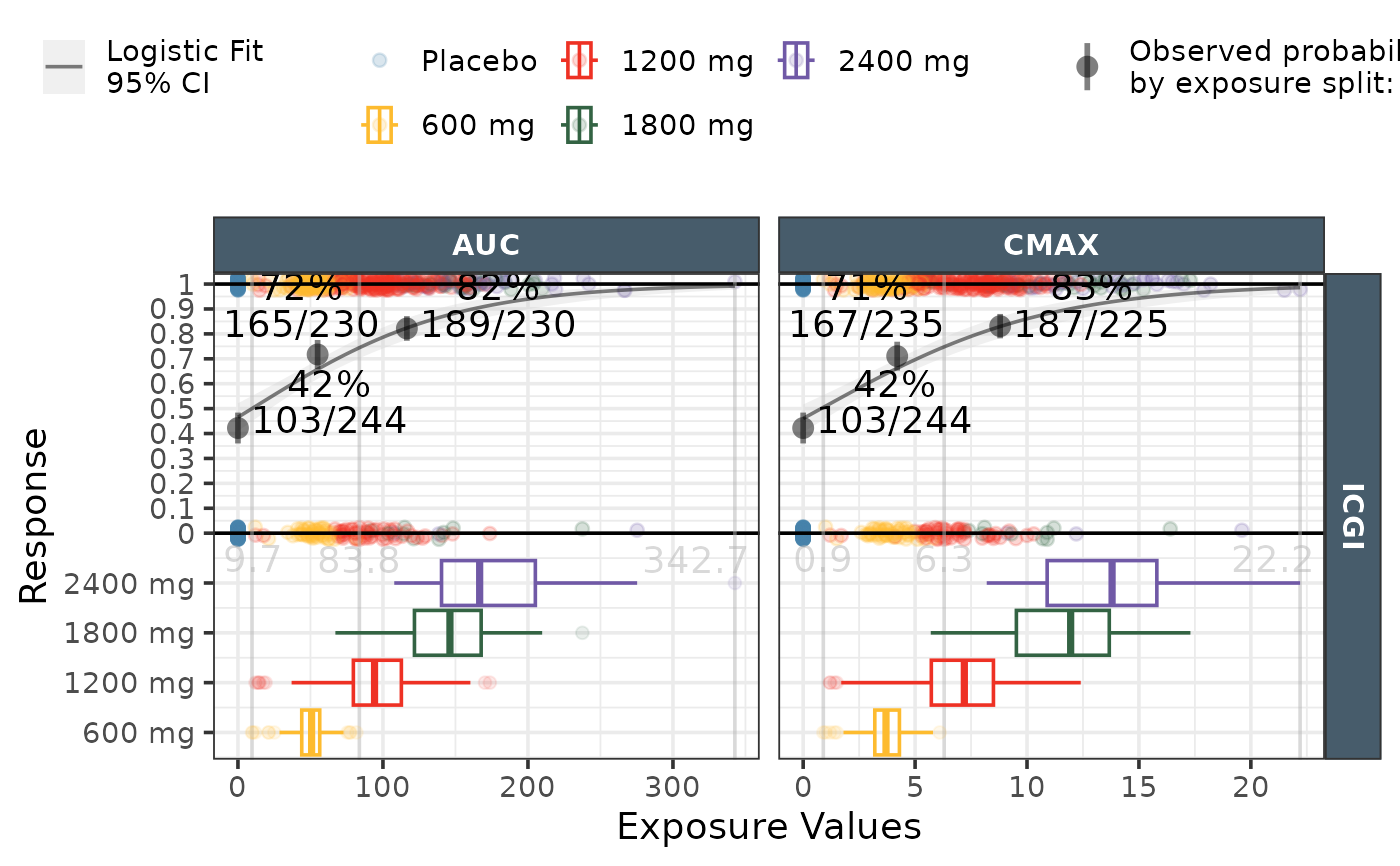 Logistic Fit
95% CI
Placebo
1200 mg
2400 mg
600 mg
1800 mg
Observed probabil
by exposure split:
AUC
CMAX
ICGI
Response
1
0.9
0.8
0.7
0.6
0.5
0.4
0.3
0.2
0.1
0
2400 mg
1800 mg
1200 mg
600 mg
72%
165/230
82%
189/230
42%
103/244
9.7
83.8
342.7
71%
167/235
83%
187/225
42%
103/244
0.9
6.3
22.2
0
100
200
300
0
5
10
15
20
Exposure Values